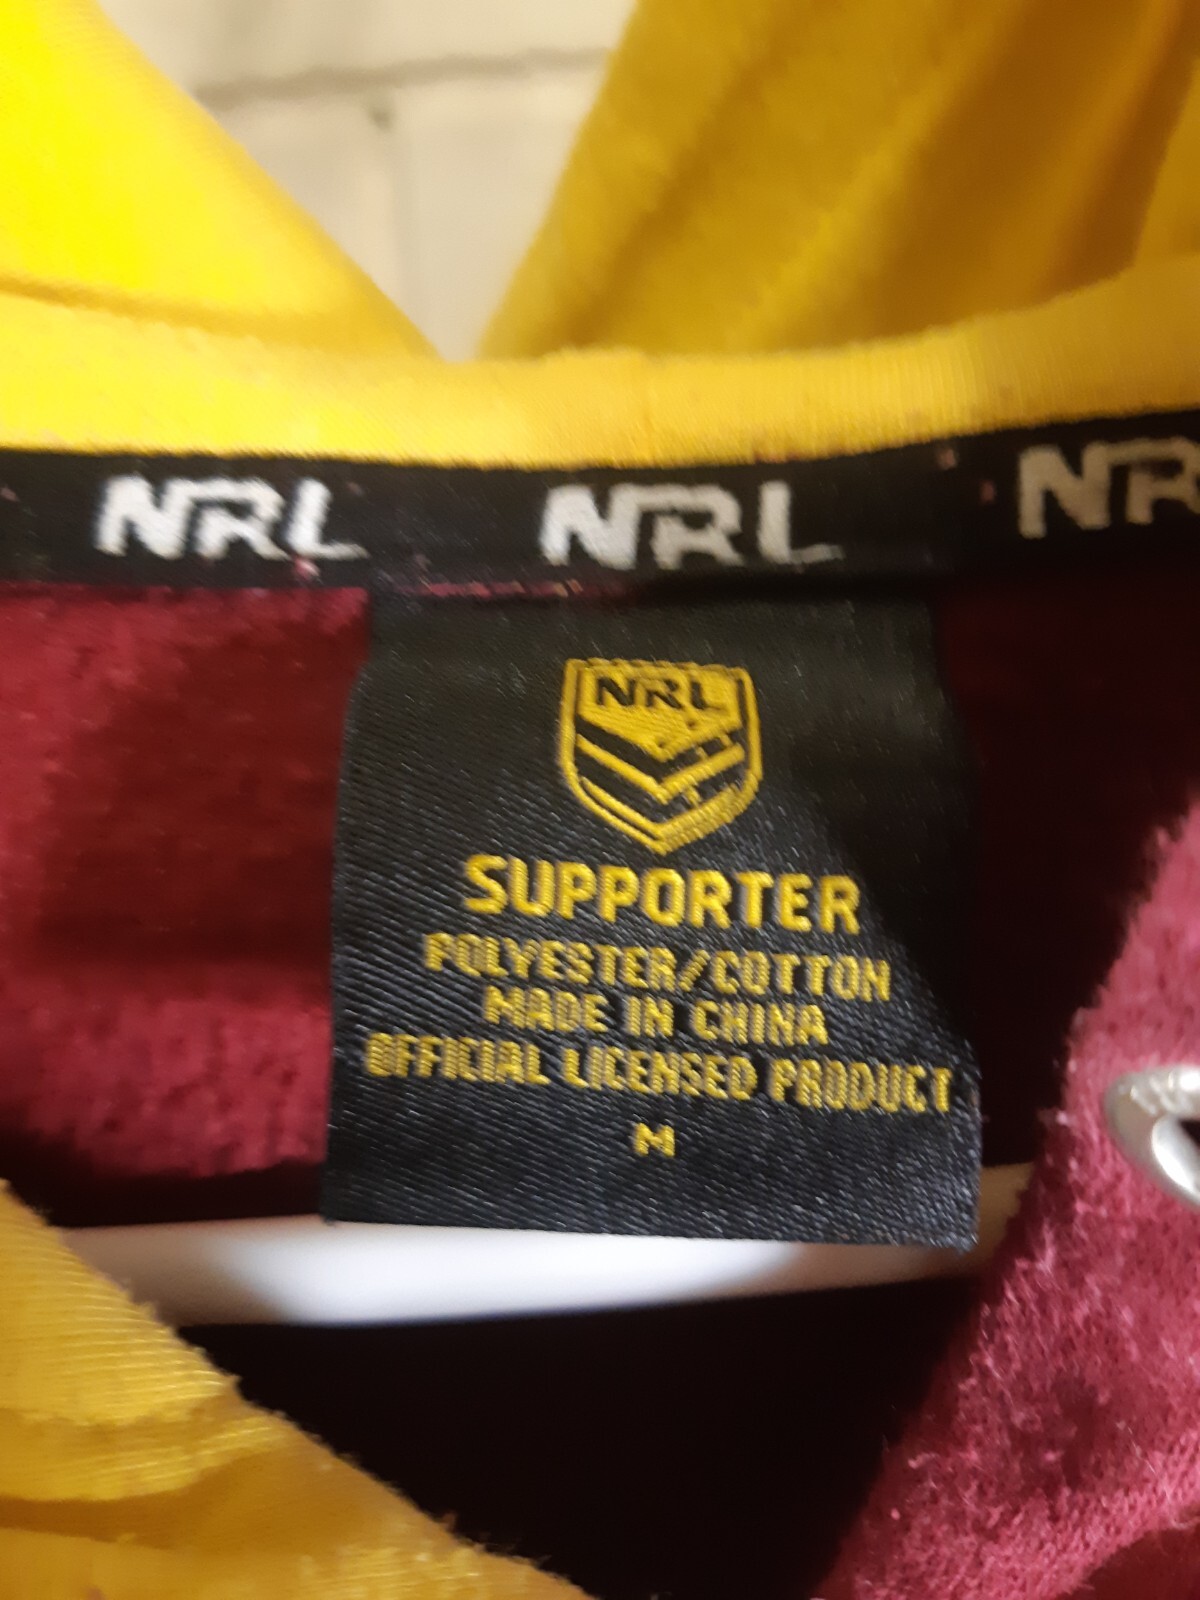 NRL NRL NR
NRL
SUPPORTER
POLYESTER/COTTON
MADE IN CHINA
OFFICIAL LICENSED PRODUCT
M